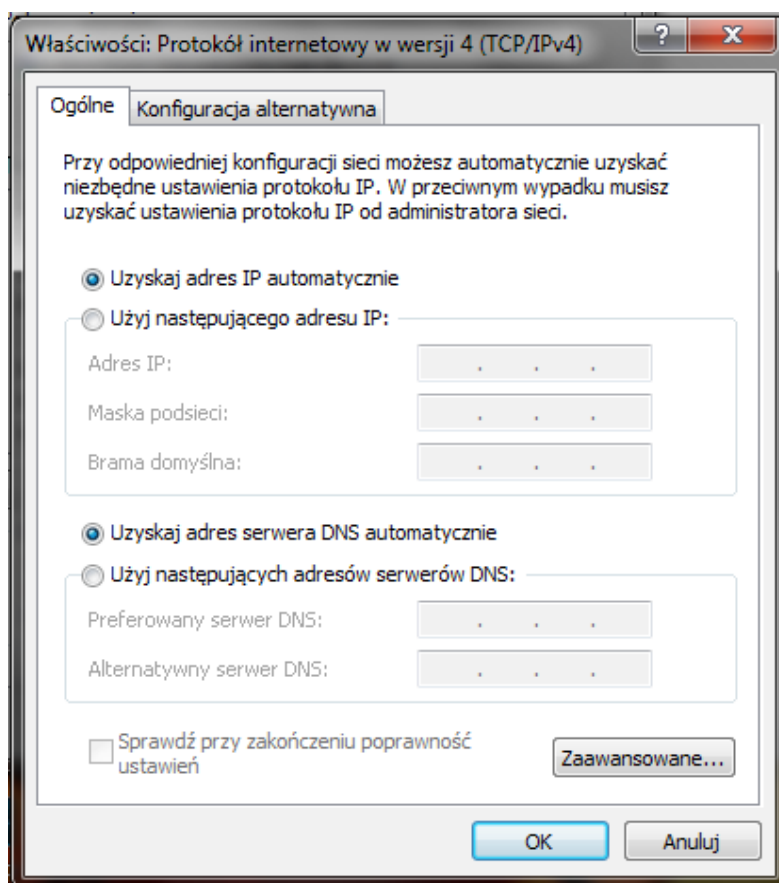 Właściwości: Protokół internetowy w wersji 4 (TCP/IPv4)
?
X
Ogólne
Konfiguracja alternatywna
Przy odpowiedniej konfiguracji sieci możesz automatycznie uzyskać
niezbędne ustawienia protokołu IP. W przeciwnym wypadku musisz
uzyskać ustawienia protokołu IP od administratora sieci.
Uzyskaj adres IP automatycznie
Użyj następującego adresu IP:
Adres IP:
. . .
Maska podsieci:
. . .
Brama domyślna:
. . .
Uzyskaj adres serwera DNS automatycznie
Użyj następujących adresów serwerów DNS:
Preferowany serwer DNS:
. . .
Alternatywny serwer DNS:
. . .
Sprawdź przy zakończeniu poprawność
ustawień
Zaawansowane...
OK
Anuluj